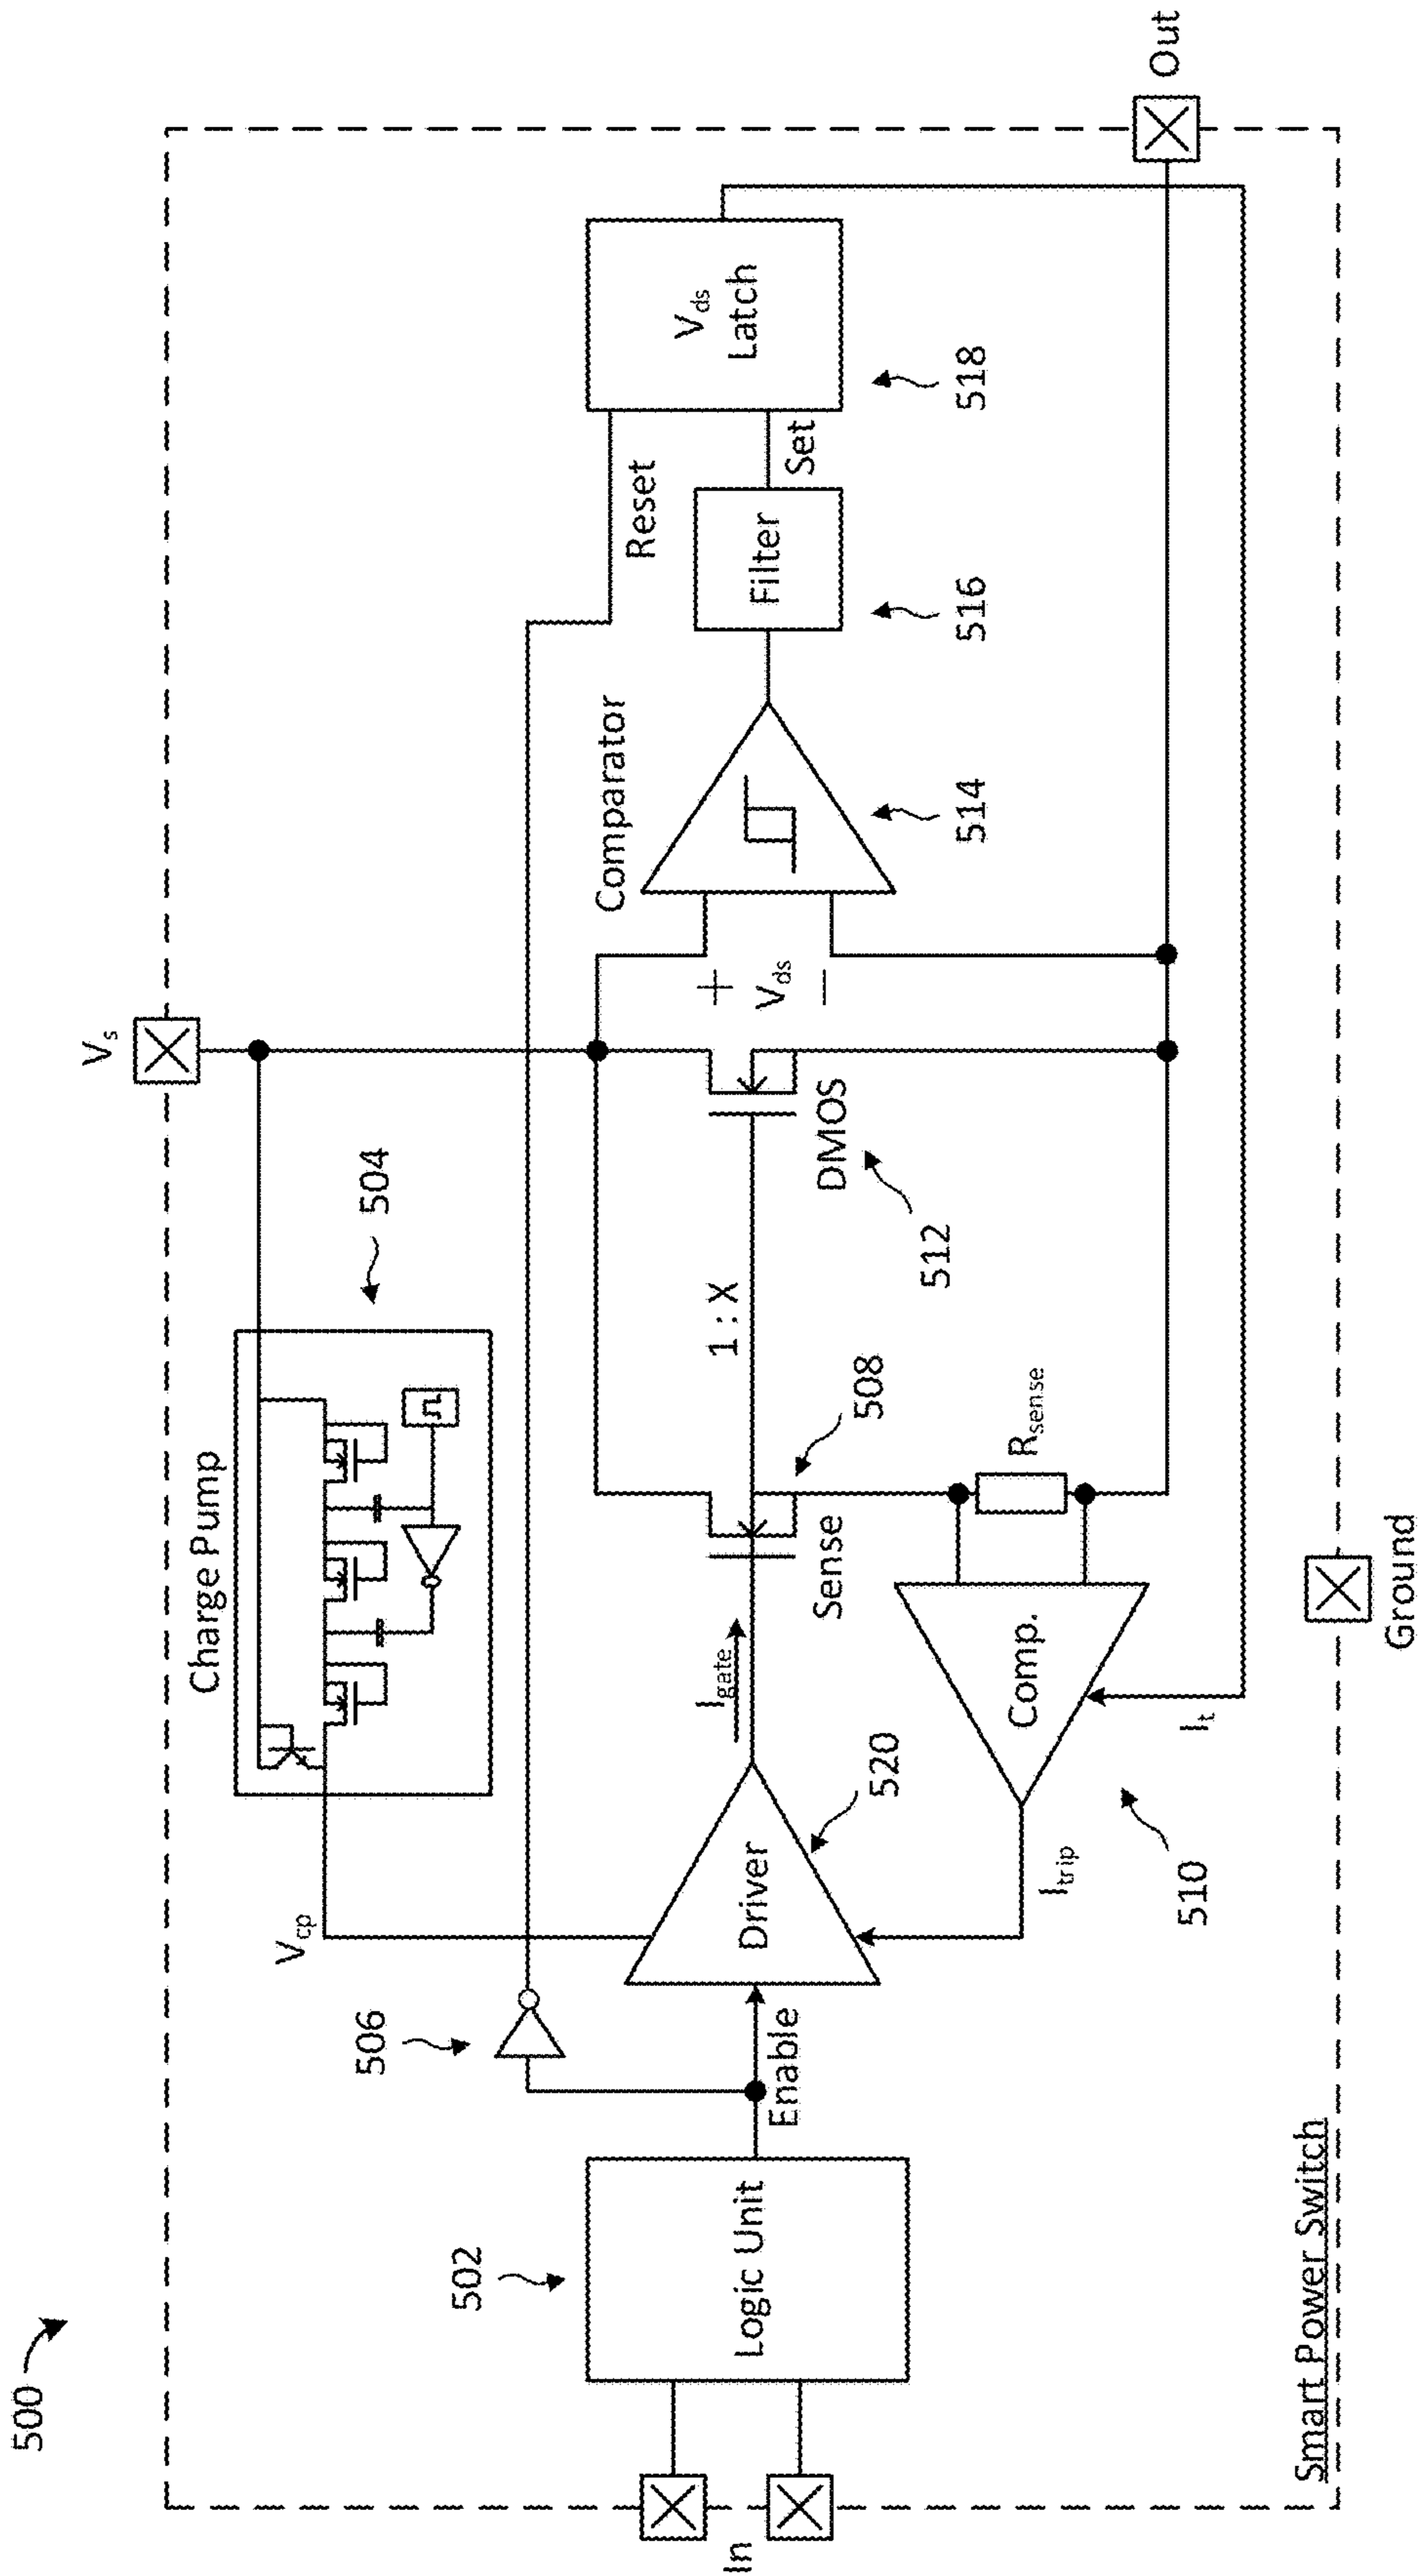 500
V_s
Charge Pump
504
V_cp
506
Reset
Comparator
V_ds
Latch
518
Filter
Set
516
514
+
V_ds
−
DMOS
512
1 : X
508
Sense
R_sense
I_gate
Driver
520
Comp.
I_trip
I_t
510
Enable
Logic Unit
502
In
Out
Ground
Smart Power Switch